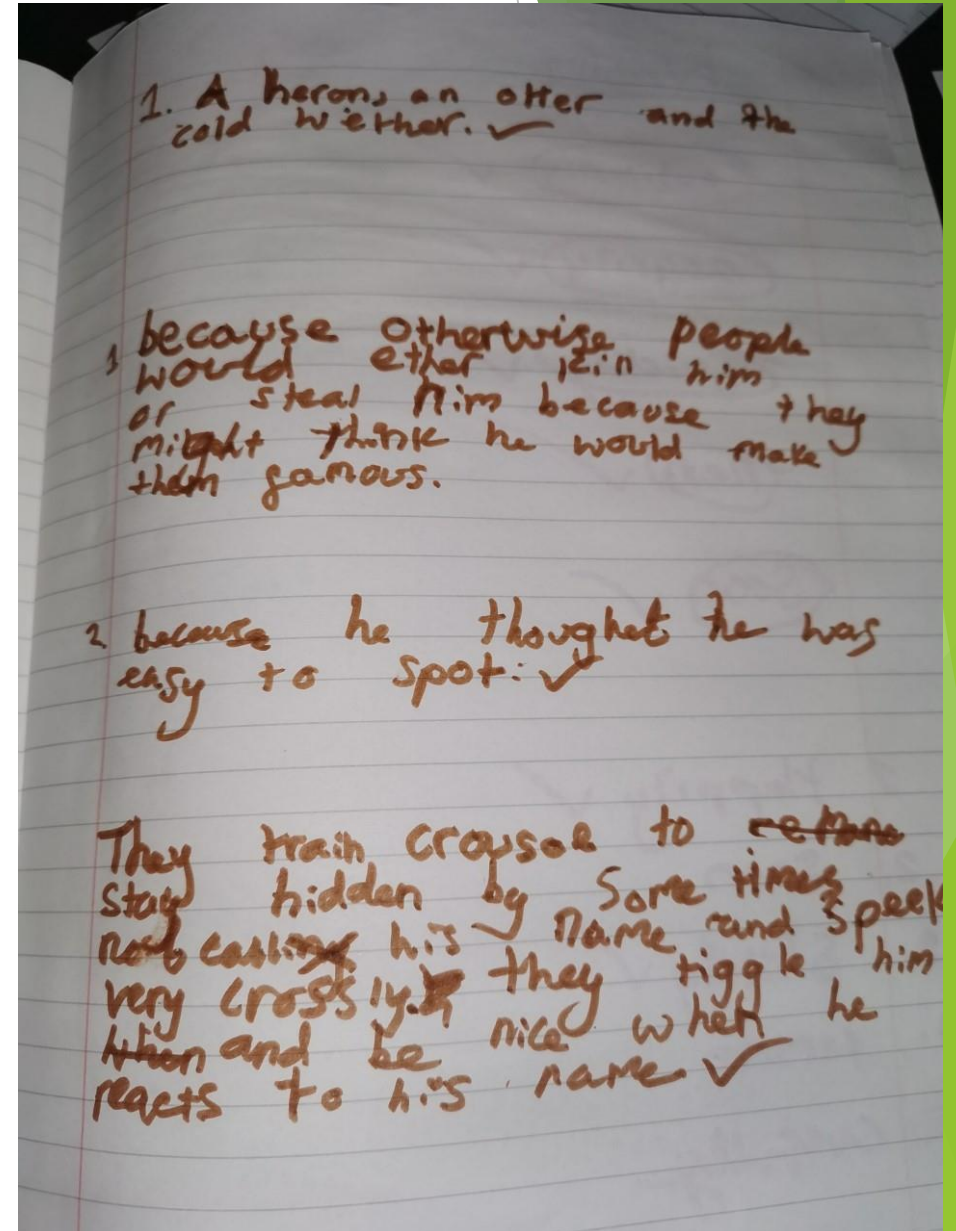 1. A heron, an otter and the
cold wether. ✓
1 because otherwise people
would ether kill him
or steal him because they
might think he would make
them famous.
2 because he thoughet he was
easy to spot. ✓
They train crousoe to
stay hidden by Some times
not calling his name and speek
very crossly. they tiggle him
and be nice when he
reacts to his name. ✓